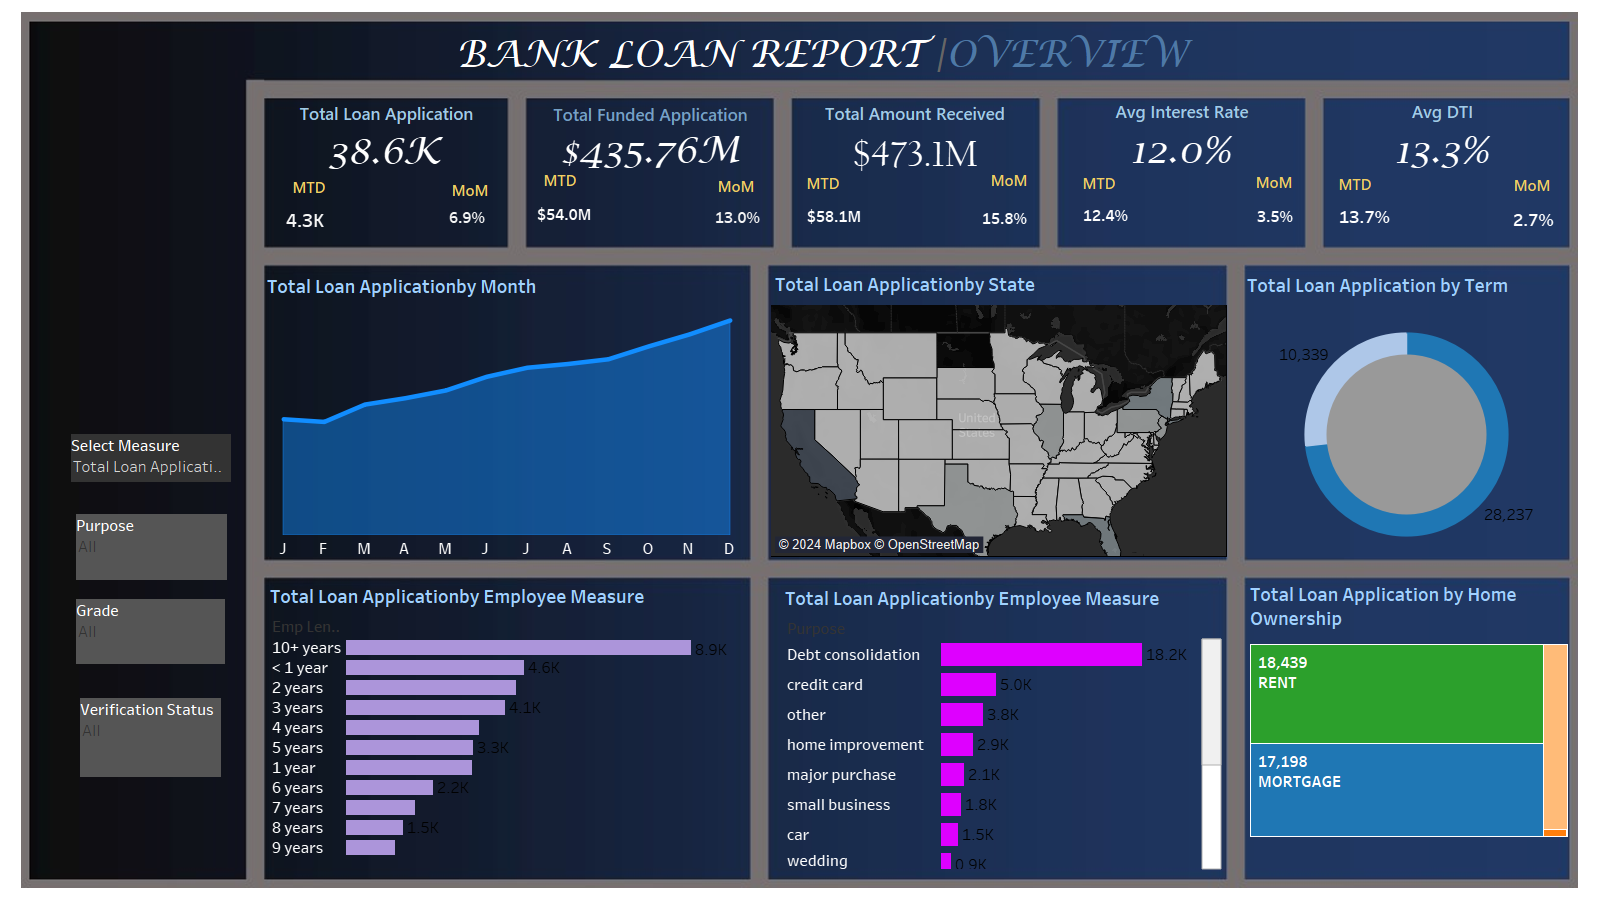 BANK LOAN REPORT |OVERVIEW
Total Loan Application
38.6K
MTD
MoM
4.3K
6.9%
Total Funded Application
$435.76M
MTD
MoM
$54.0M
13.0%
Total Amount Received
$473.1M
MTD
MoM
$58.1M
15.8%
Avg Interest Rate
12.0%
MTD
MoM
12.4%
3.5%
Avg DTI
13.3%
MTD
MoM
13.7%
2.7%
Select Measure
Total Loan Applicati..
Purpose
All
Grade
All
Verification Status
All
Total Loan Applicationby Month
J F M A M J J A S O N D
Total Loan Applicationby State
United
States
© 2024 Mapbox © OpenStreetMap
Total Loan Application by Term
10,339
28,237
Total Loan Applicationby Employee Measure
Emp Len..
10+ years 8.9K
< 1 year 4.6K
2 years
3 years 4.1K
4 years
5 years 3.3K
1 year
6 years 2.2K
7 years
8 years 1.5K
9 years
Total Loan Applicationby Employee Measure
Purpose
Debt consolidation 18.2K
credit card 5.0K
other 3.8K
home improvement 2.9K
major purchase 2.1K
small business 1.8K
car 1.5K
wedding 0.9K
Total Loan Application by Home
Ownership
18,439
RENT
17,198
MORTGAGE